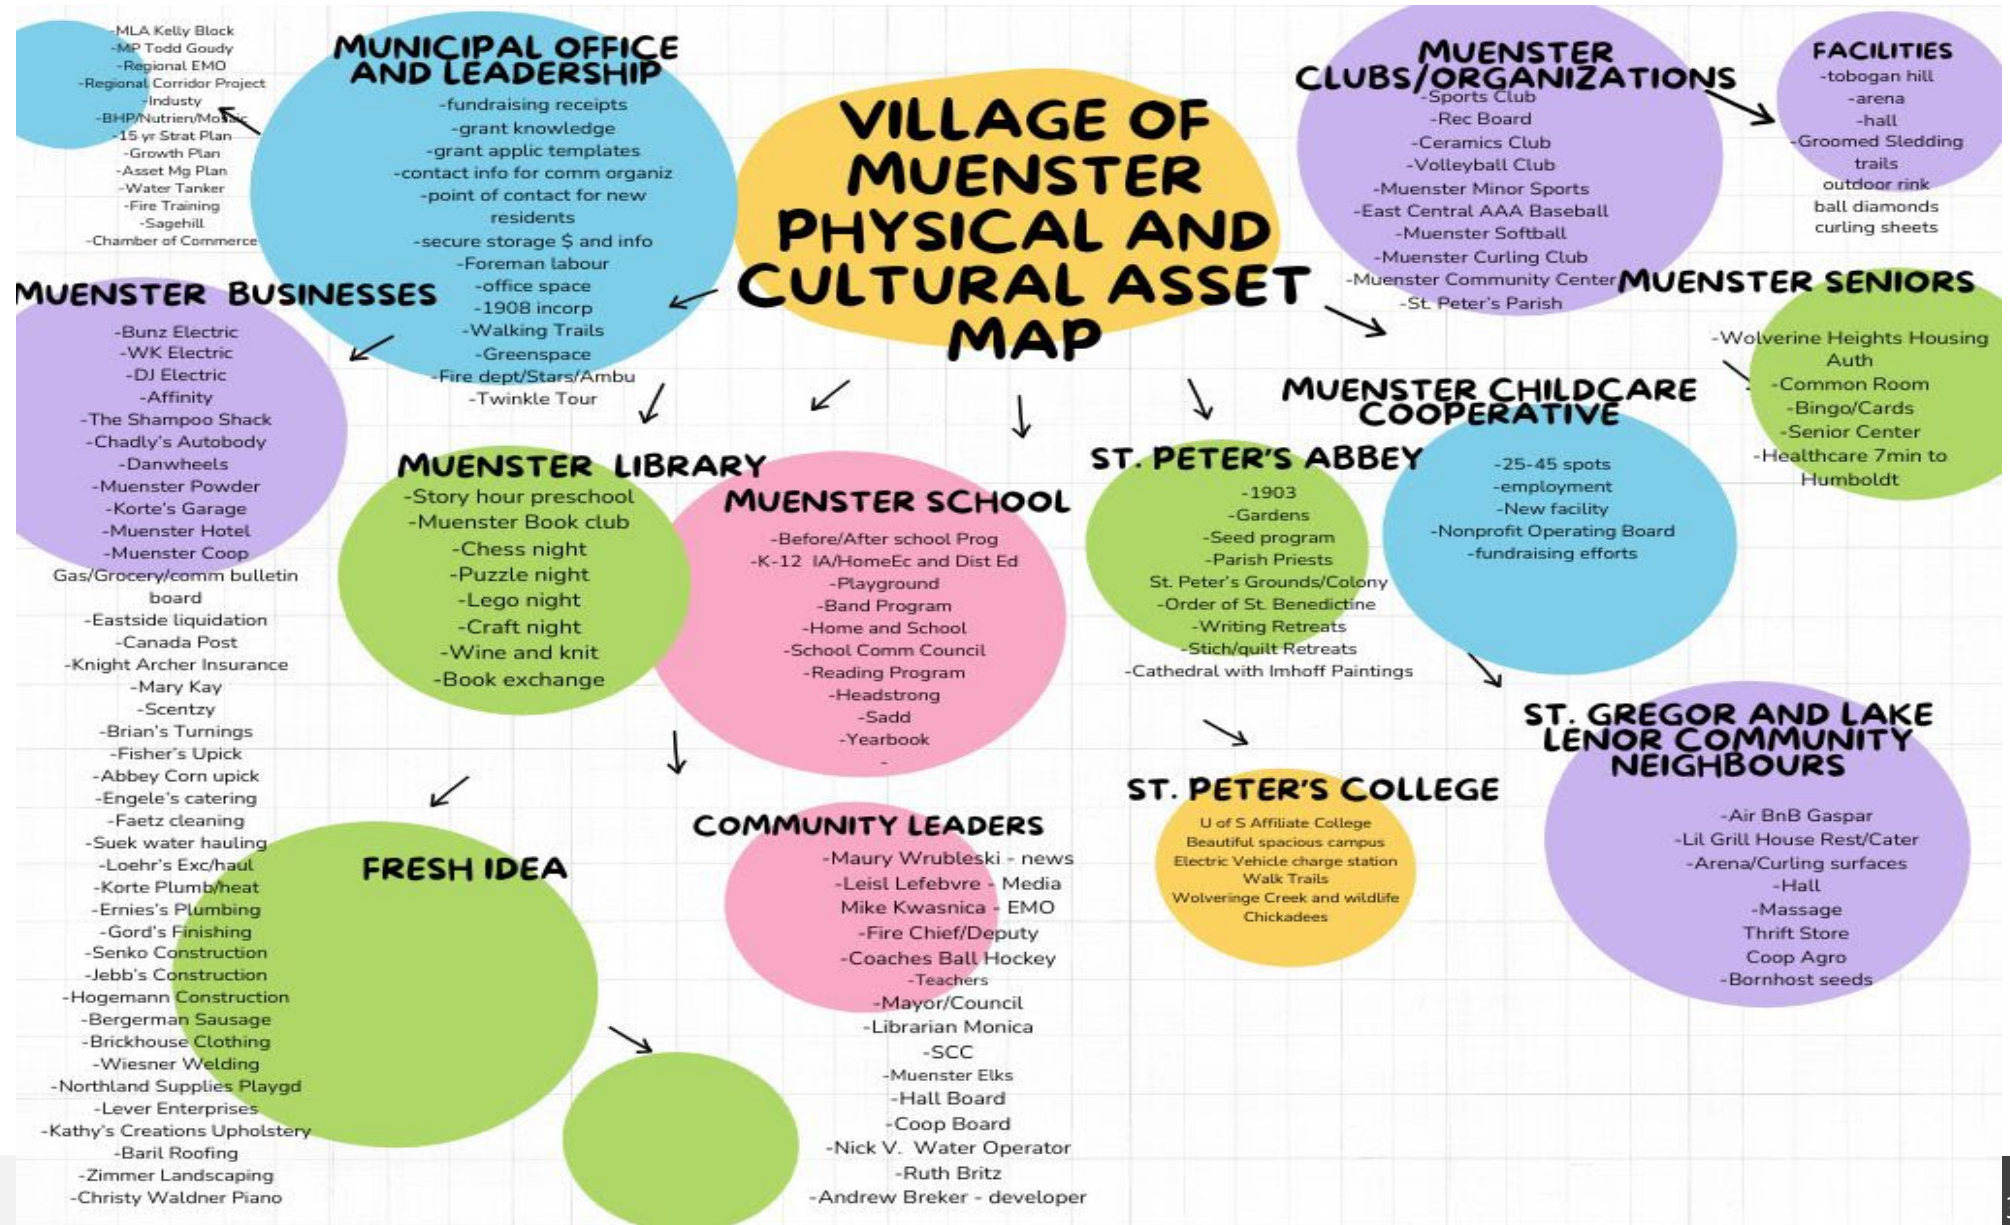 -MLA Kelly Block
-MP Todd Goudy
-Regional EMO
-Regional Corridor Project
-Industy
-BHP/Nutrien/Mosaic
-15 yr Strat Plan
-Growth Plan
-Asset Mg Plan
-Water Tanker
-Fire Training
-Sagehill
-Chamber of Commerce
MUNICIPAL OFFICE
AND LEADERSHIP
-fundraising receipts
-grant knowledge
-grant applic templates
-contact info for comm organiz
-point of contact for new
residents
-secure storage $ and info
-Foreman labour
-office space
-1908 incorp
-Walking Trails
-Greenspace
-Fire dept/Stars/Ambu
-Twinkle Tour
VILLAGE OF
MUENSTER
PHYSICAL AND
CULTURAL ASSET
MAP
MUENSTER
CLUBS/ORGANIZATIONS
-Sports Club
-Rec Board
-Ceramics Club
-Volleyball Club
-Muenster Minor Sports
-East Central AAA Baseball
-Muenster Softball
-Muenster Curling Club
-Muenster Community Center
-St. Peter's Parish
FACILITIES
-tobogan hill
-arena
-hall
-Groomed Sledding
trails
outdoor rink
ball diamonds
curling sheets
MUENSTER BUSINESSES
-Bunz Electric
-WK Electric
-DJ Electric
-Affinity
-The Shampoo Shack
-Chadly's Autobody
-Danwheels
-Muenster Powder
-Korte's Garage
-Muenster Hotel
-Muenster Coop
Gas/Grocery/comm bulletin
board
-Eastside liquidation
-Canada Post
-Knight Archer Insurance
-Mary Kay
-Scentzy
-Brian's Turnings
-Fisher's Upick
-Abbey Corn upick
-Engele's catering
-Faetz cleaning
-Suek water hauling
-Loehr's Exc/haul
-Korte Plumb/heat
-Ernies's Plumbing
-Gord's Finishing
-Senko Construction
-Jebb's Construction
-Hogemann Construction
-Bergerman Sausage
-Brickhouse Clothing
-Wiesner Welding
-Northland Supplies Playgd
-Lever Enterprises
-Kathy's Creations Upholstery
-Baril Roofing
-Zimmer Landscaping
-Christy Waldner Piano
MUENSTER LIBRARY
-Story hour preschool
-Muenster Book club
-Chess night
-Puzzle night
-Lego night
-Craft night
-Wine and knit
-Book exchange
MUENSTER SCHOOL
-Before/After school Prog
-K-12 IA/HomeEc and Dist Ed
-Playground
-Band Program
-Home and School
-School Comm Council
-Reading Program
-Headstrong
-Sadd
-Yearbook
-
ST. PETER'S ABBEY
-1903
-Gardens
-Seed program
-Parish Priests
St. Peter's Grounds/Colony
-Order of St. Benedictine
-Writing Retreats
-Stich/quilt Retreats
-Cathedral with Imhoff Paintings
MUENSTER CHILDCARE
COOPERATIVE
-25-45 spots
-employment
-New facility
-Nonprofit Operating Board
-fundraising efforts
MUENSTER SENIORS
-Wolverine Heights Housing
Auth
-Common Room
-Bingo/Cards
-Senior Center
-Healthcare 7min to
Humboldt
FRESH IDEA
COMMUNITY LEADERS
-Maury Wrubleski - news
-Leisl Lefebvre - Media
Mike Kwasnica - EMO
-Fire Chief/Deputy
-Coaches Ball Hockey
-Teachers
-Mayor/Council
-Librarian Monica
-SCC
-Muenster Elks
-Hall Board
-Coop Board
-Nick V. Water Operator
-Ruth Britz
-Andrew Breker - developer
ST. PETER'S COLLEGE
U of S Affiliate College
Beautiful spacious campus
Electric Vehicle charge station
Walk Trails
Wolveringe Creek and wildlife
Chickadees
ST. GREGOR AND LAKE
LENOR COMMUNITY
NEIGHBOURS
-Air BnB Gaspar
-Lil Grill House Rest/Cater
-Arena/Curling surfaces
-Hall
-Massage
Thrift Store
Coop Agro
-Bornhost seeds